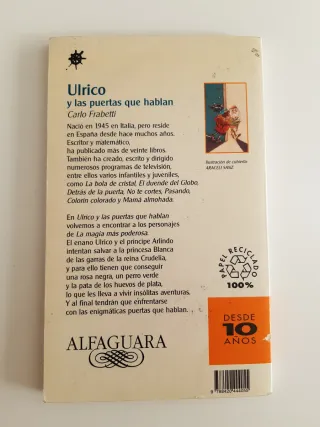 Ulrico
y las puertas que hablan
Carlo Frabetti
Nació en 1945 en Italia, pero reside
en España desde hace muchos años.
Escritor y matemático,
ha publicado más de veinte libros.
También ha creado, escrito y dirigido
numerosos programas de televisión,
entre ellos varios infantiles y juveniles,
como La bola de cristal, El duende del Globo,
Detrás de la puerta, No te cortes, Pasando,
Colorín colorado y Mamá almohada.
Ilustración de cubierta:
ARACELI SANZ
En Ulrico y las puertas que hablan
volvemos a encontrar a los personajes
de La magia más poderosa.
El enano Ulrico y el príncipe Arlindo
intentan salvar a la princesa Blanca
de las garras de la reina Crudelia,
y para ello tienen que conseguir
una rosa negra, un pero verde
y la pata de los huevos de plata,
lo que les lleva a vivir insólitas aventuras.
Y al final tendrán que enfrentarse
con las enigmáticas puertas que hablan.
PAPEL RECICLADO
100%
DESDE
10
AÑOS
ALFAGUARA